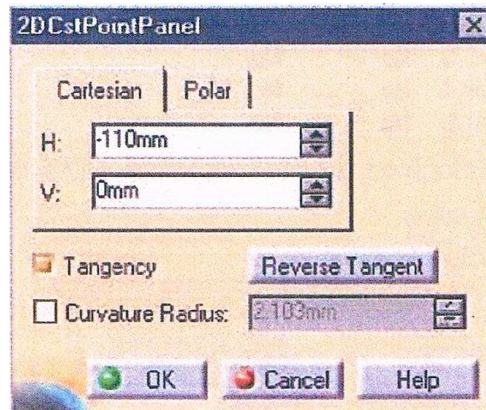 2DCstPointPanel
Cartesian Polar
H: -110mm
V: 0mm
Tangency Reverse Tangent
Curvature Radius: 2.103mm
OK Cancel Help